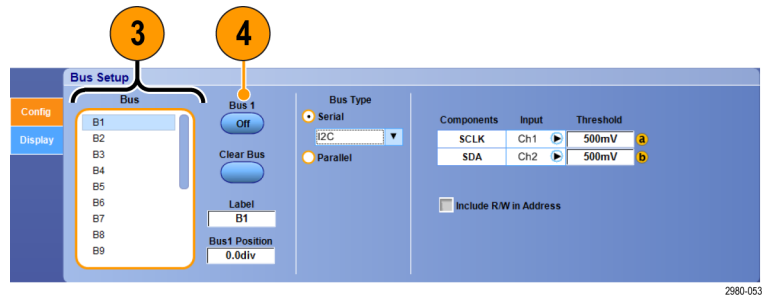 3
4
Bus Setup
Config
Display
Bus
B1
B2
B3
B4
B5
B6
B7
B8
B9
Bus 1
Off
Clear Bus
Label
B1
Bus1 Position
0.0div
Bus Type
Serial
I2C
Parallel
Components Input Threshold
SCLK Ch1 500mV a
SDA Ch2 500mV b
Include R/W in Address
2980-053